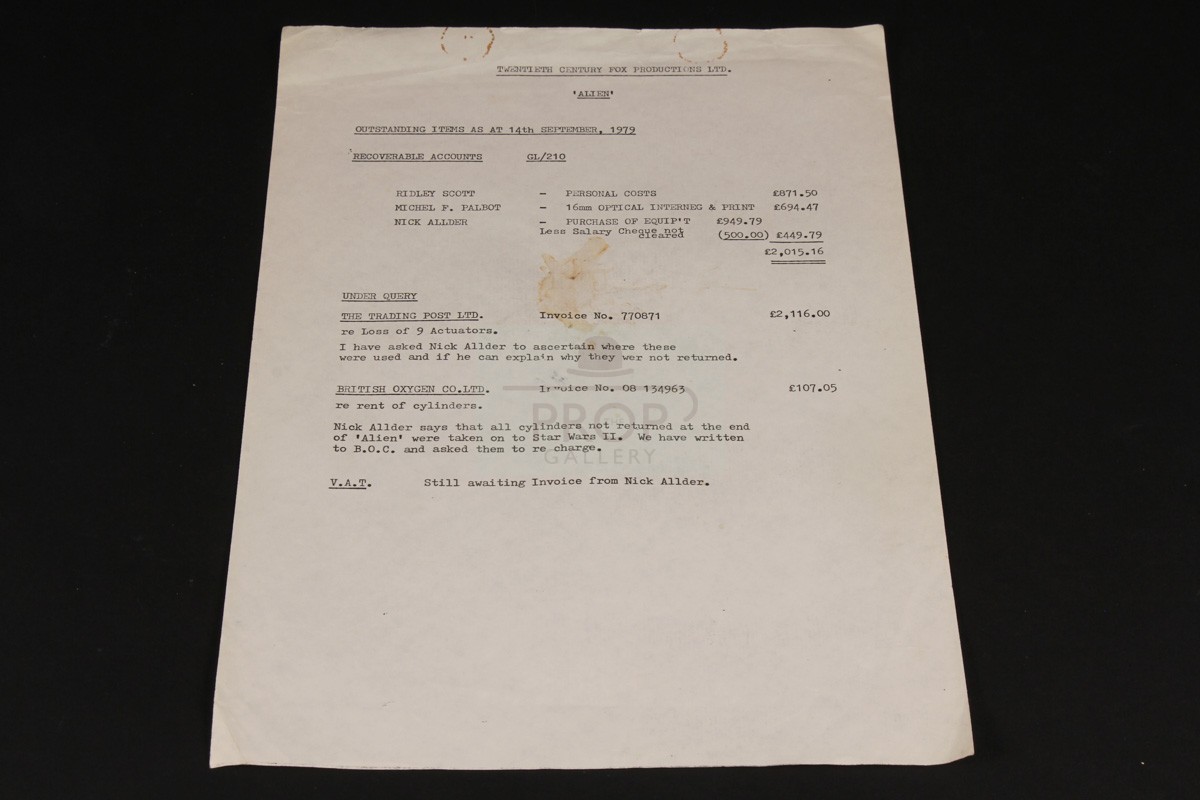 TWENTIETH CENTURY FOX PRODUCTIONS LTD.
'ALIEN'
OUTSTANDING ITEMS AS AT 14th SEPTEMBER, 1979
RECOVERABLE ACCOUNTS GL/210
RIDLEY SCOTT - PERSONAL COSTS £871.50
MICHEL F. PALBOT - 16mm OPTICAL INTERNEG & PRINT £694.47
NICK ALLDER - PURCHASE OF EQUIP'T £949.79
Less Salary Cheque not cleared (500.00) £449.79
£2,015.16
UNDER QUERY
THE TRADING POST LTD. Invoice No. 770871 £2,116.00
re Loss of 9 Actuators.
I have asked Nick Allder to ascertain where these
were used and if he can explain why they wer not returned.
BRITISH OXYGEN CO.LTD. Invoice No. 08 134963 £107.05
re rent of cylinders.
Nick Allder says that all cylinders not returned at the end
of 'Alien' were taken on to Star Wars II. We have written
to B.O.C. and asked them to re charge.
V.A.T. Still awaiting Invoice from Nick Allder.
THE
PROP
GALLERY